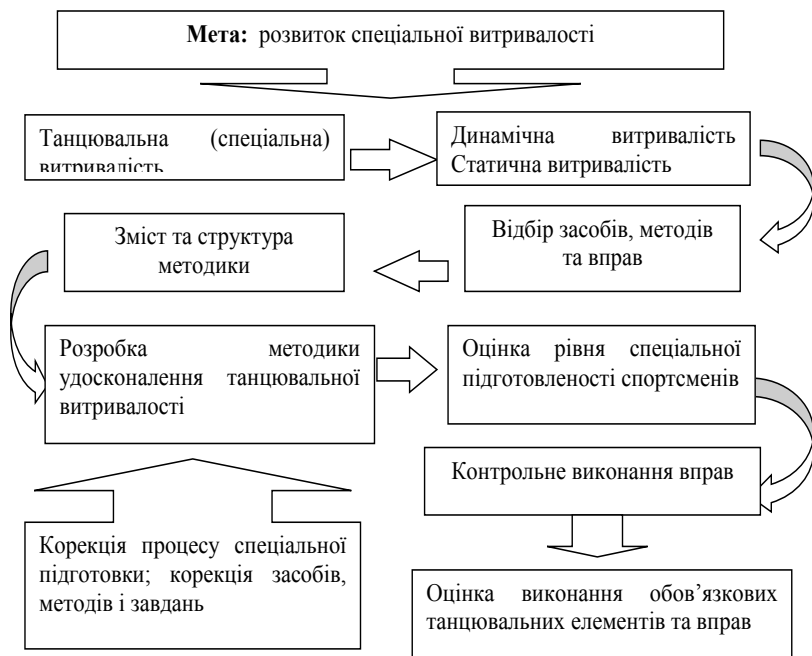 Мета: розвиток спеціальної витривалості
Танцювальна (спеціальна)
витривалість
Динамічна витривалість
Статична витривалість
Зміст та структура
методики
Відбір засобів, методів
та вправ
Розробка методики
удосконалення танцювальної
витривалості
Оцінка рівня спеціальної
підготовленості спортсменів
Контрольне виконання вправ
Корекція процесу спеціальної
підготовки; корекція засобів,
методів і завдань
Оцінка виконання обов’язкових
танцювальних елементів та вправ